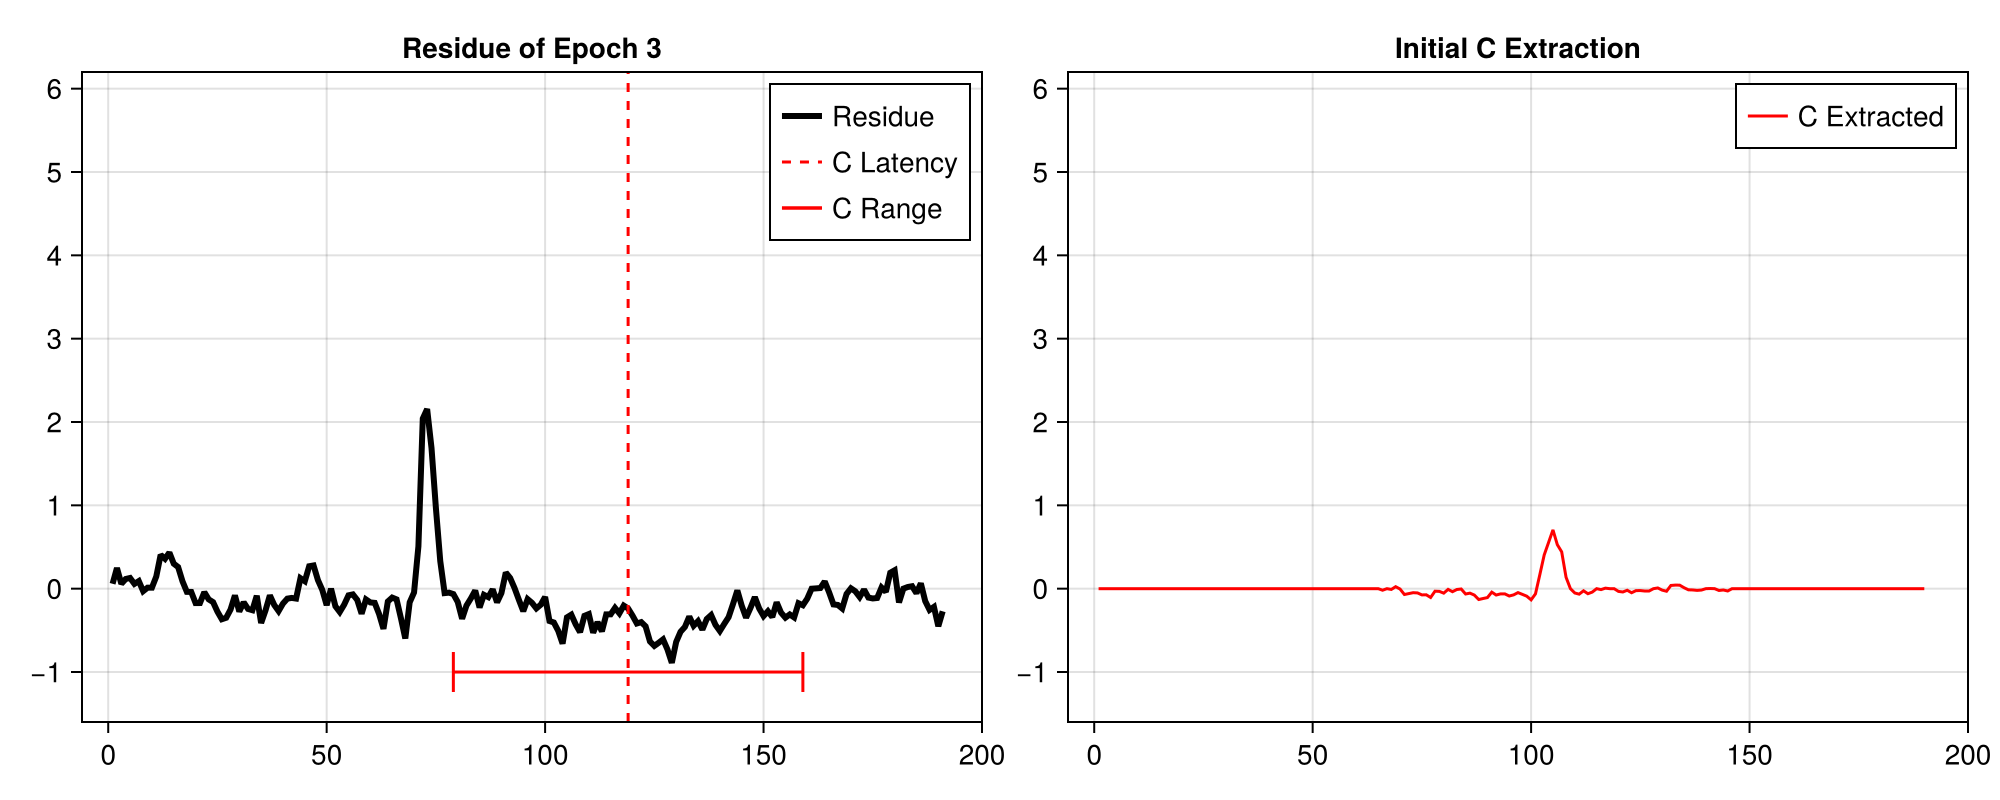 Residue of Epoch 3
6
5
4
3
2
1
0
−1
0 50 100 150 200
Residue
C Latency
C Range
Initial C Extraction
6
5
4
3
2
1
0
−1
0 50 100 150 200
C Extracted